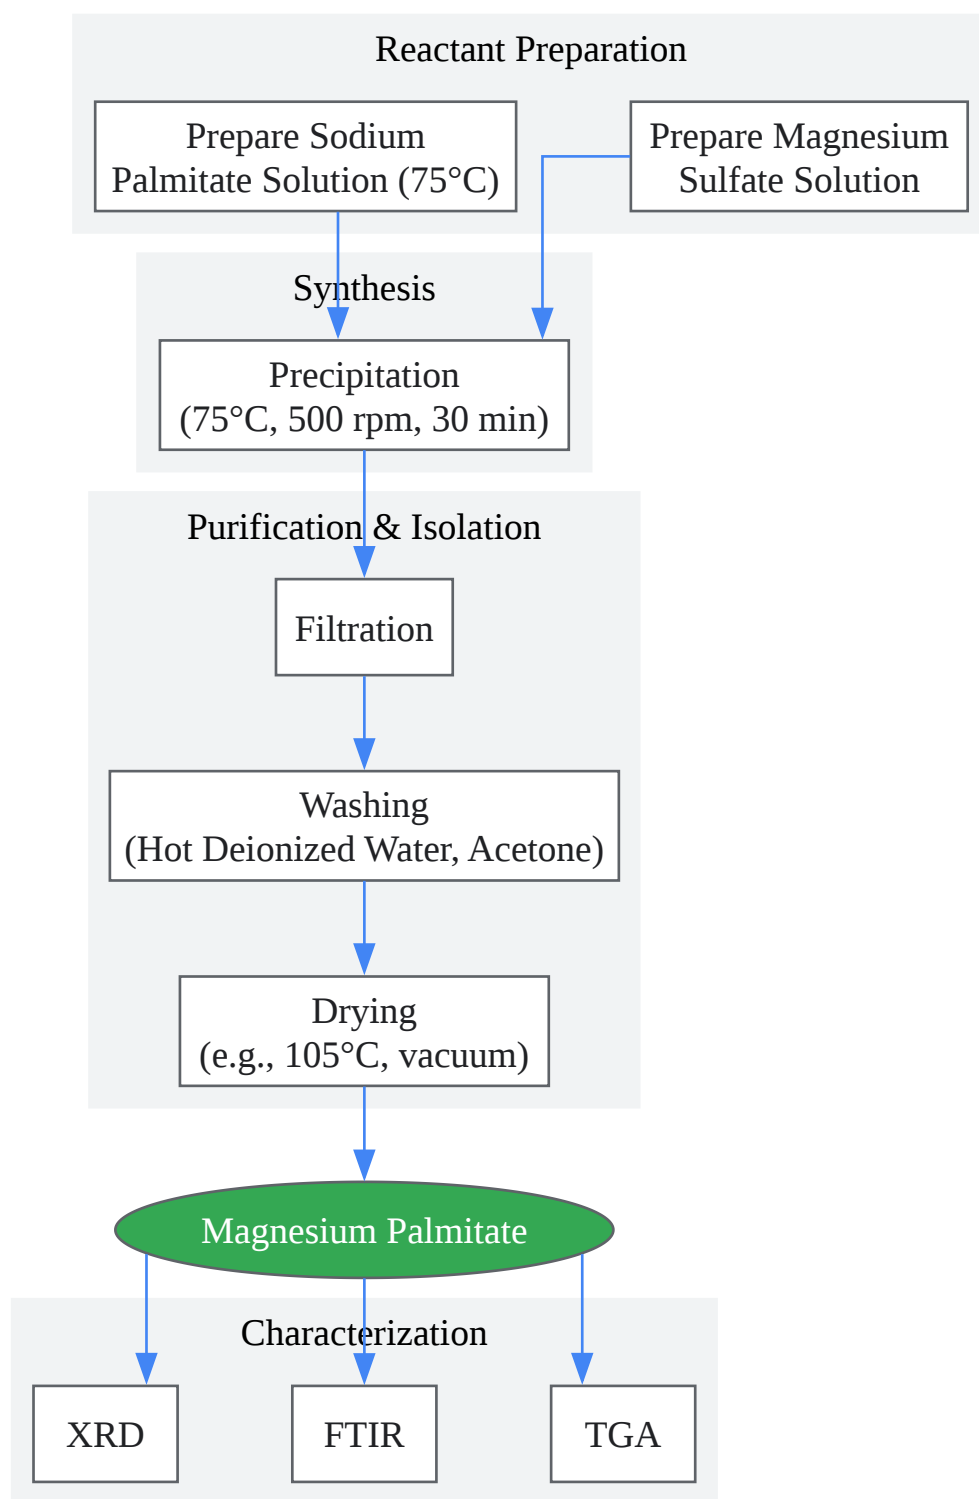 Reactant Preparation
Prepare Sodium
Palmitate Solution (75°C)
Prepare Magnesium
Sulfate Solution
Synthesis
Precipitation
(75°C, 500 rpm, 30 min)
Purification & Isolation
Filtration
Washing
(Hot Deionized Water, Acetone)
Drying
(e.g., 105°C, vacuum)
Magnesium Palmitate
Characterization
XRD
FTIR
TGA